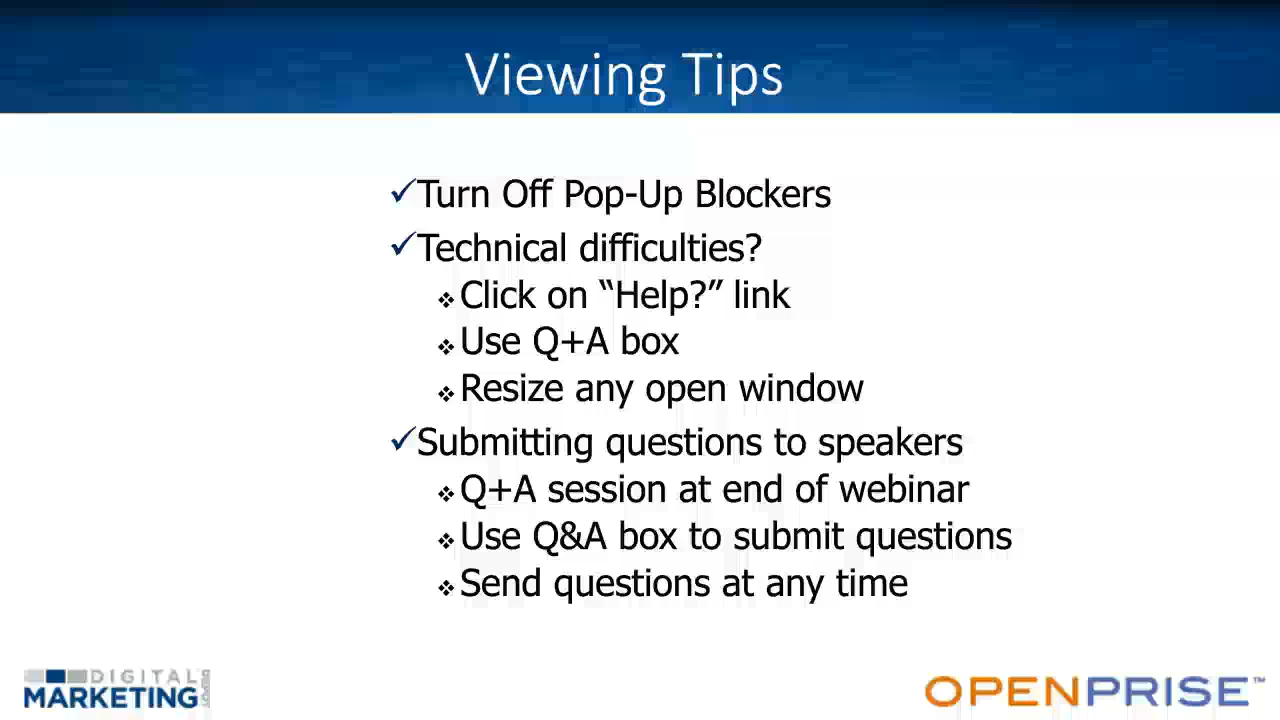 Viewing Tips
✓Turn Off Pop-Up Blockers
✓Technical difficulties?
❖Click on “Help?” link
❖Use Q+A box
❖Resize any open window
✓Submitting questions to speakers
❖Q+A session at end of webinar
❖Use Q&A box to submit questions
❖Send questions at any time
DIGITAL
MARKETING
DEPOT
OPENPRISE™